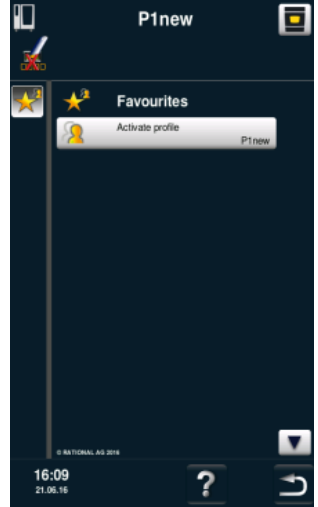 P1new
Favourites
Activate profile
P1new
© RATIONAL AG 2016
16:09
21.06.16
?